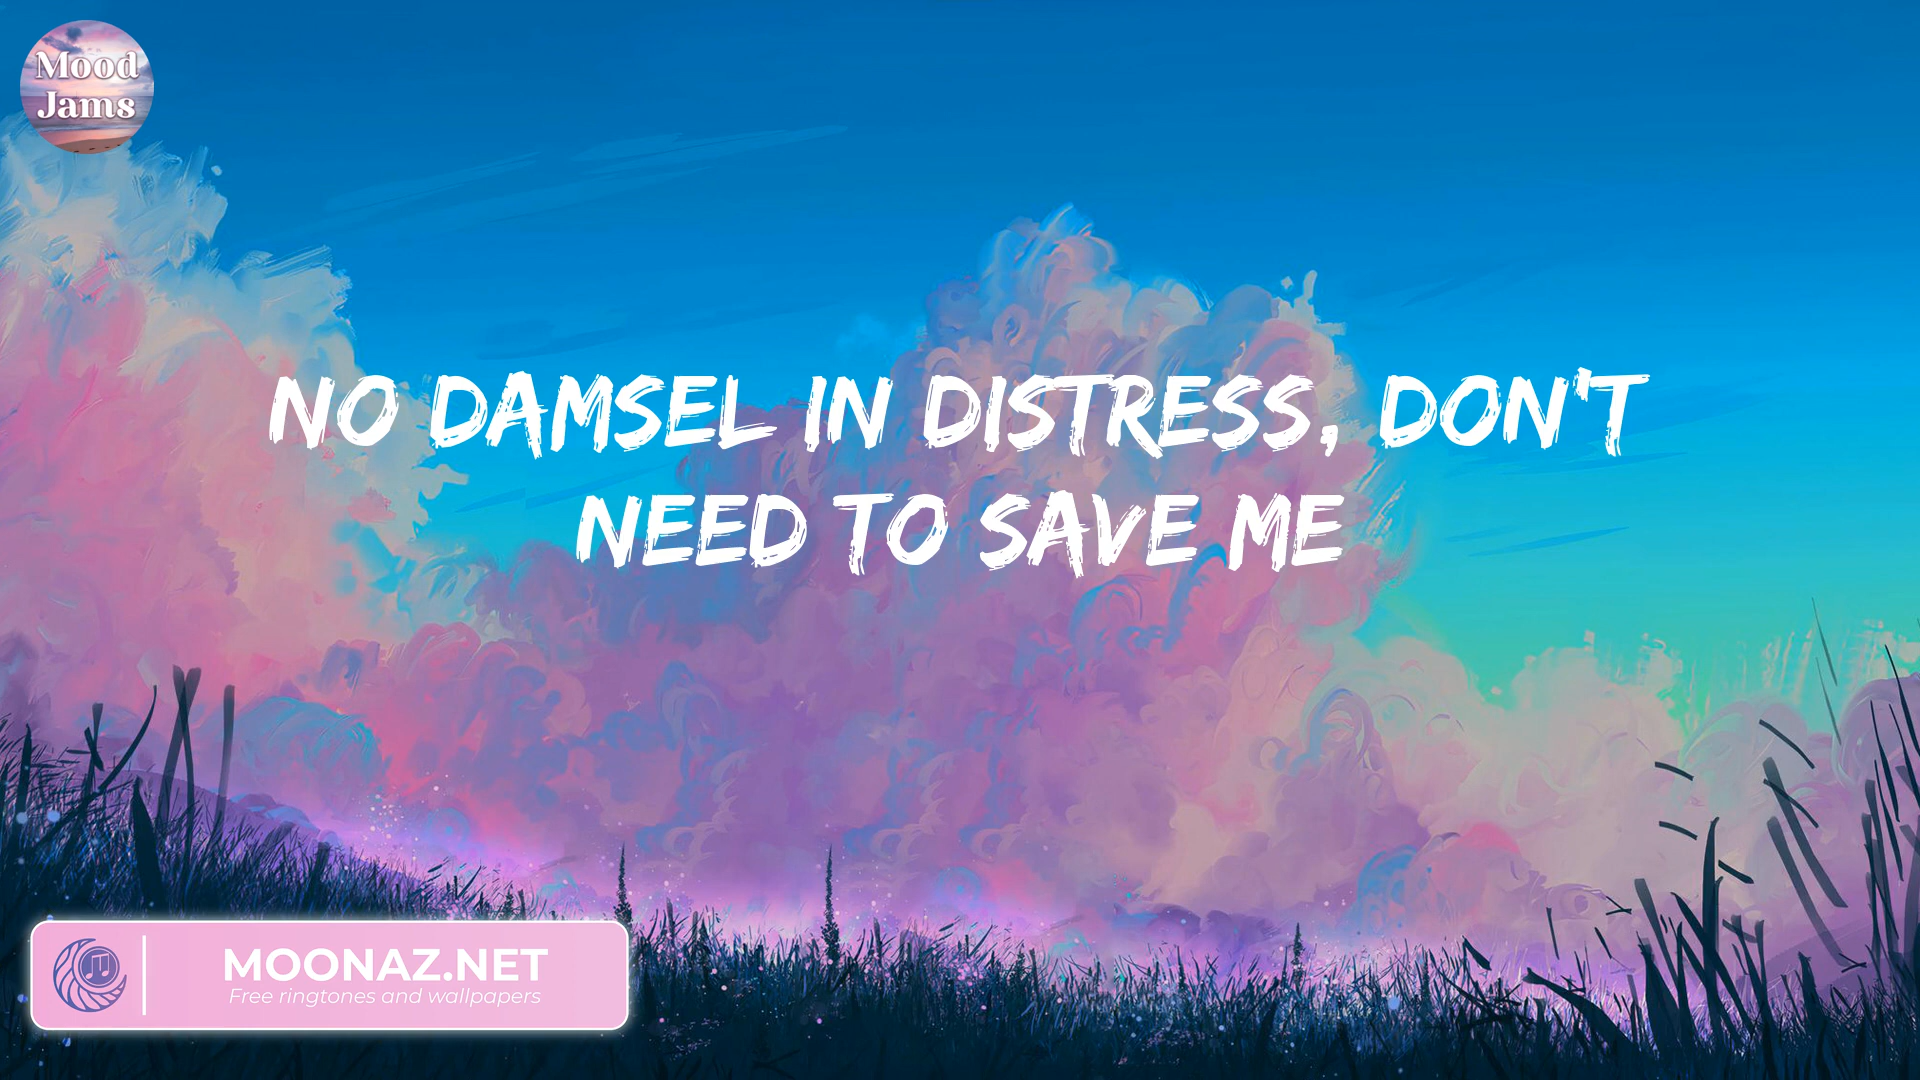 Mood
Jams
NO DAMSEL IN DISTRESS, DON'T
NEED TO SAVE ME
MOONAZ.NET
Free ringtones and wallpapers